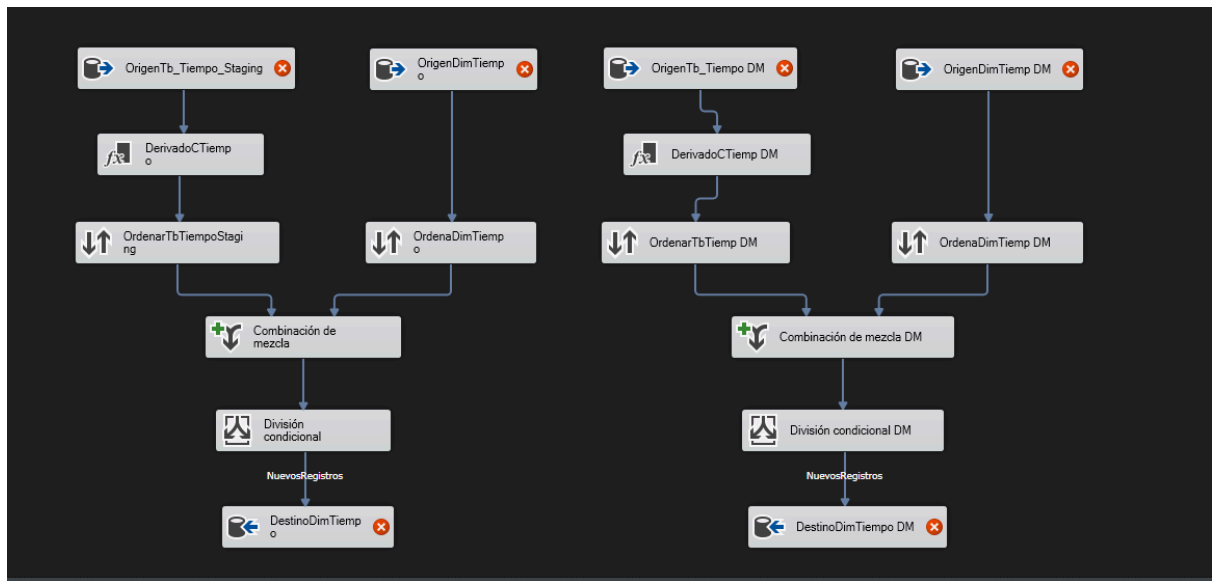 OrigenTb_Tiempo_Staging
OrigenDimTiemp
o
OrigenTb_Tiempo DM
OrigenDimTiemp DM
DerivadoCTiemp
o
DerivadoCTiemp DM
OrdenarTbTiempoStagi
ng
OrdenaDimTiemp
o
OrdenarTbTiemp DM
OrdenaDimTiemp DM
Combinación de
mezcla
Combinación de mezcla DM
División
condicional
División condicional DM
NuevosRegistros
NuevosRegistros
DestinoDimTiemp
o
DestinoDimTiempo DM